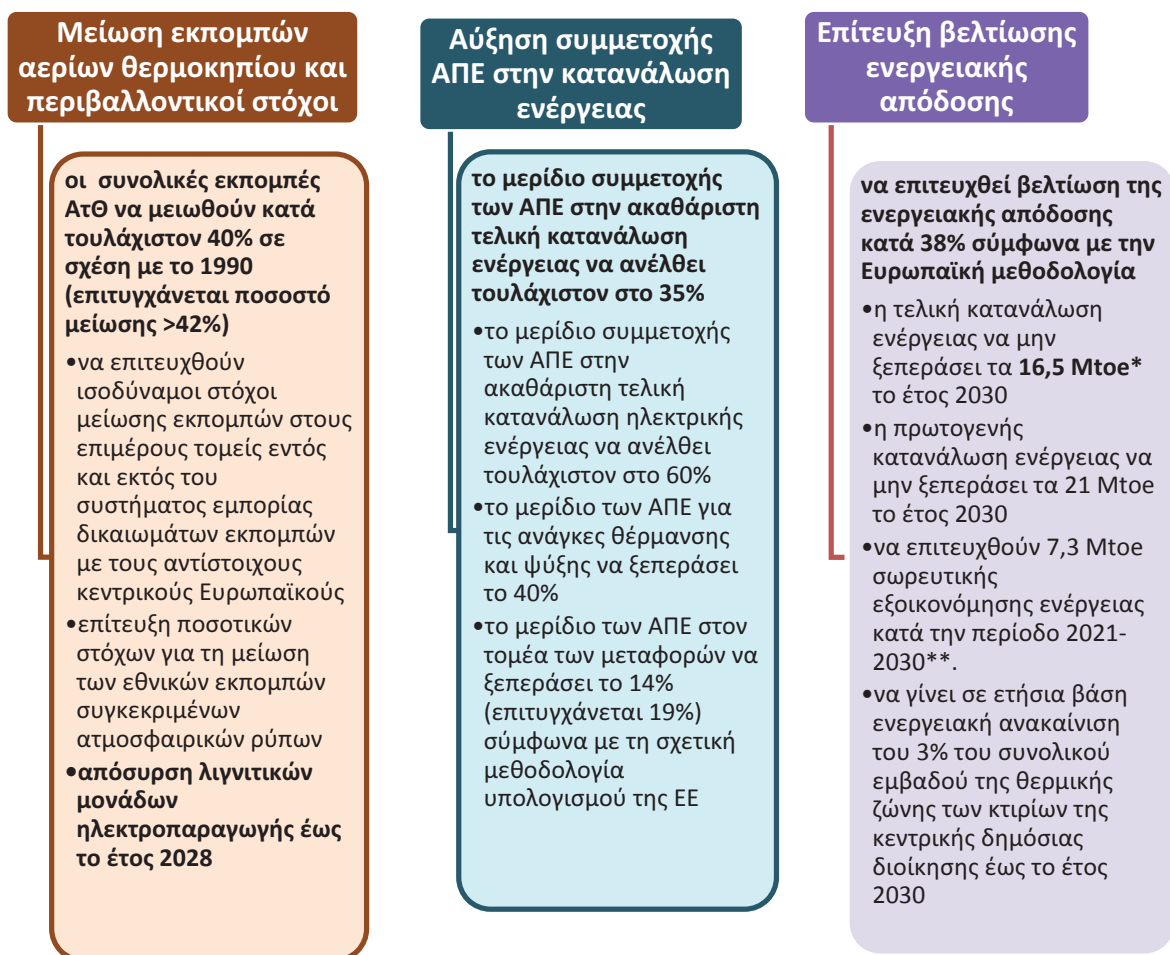 Μείωση εκπομπών
αερίων θερμοκηπίου και
περιβαλλοντικοί στόχοι
οι συνολικές εκπομπές
ΑτΘ να μειωθούν κατά
τουλάχιστον 40% σε
σχέση με το 1990
(επιτυγχάνεται ποσοστό
μείωσης >42%)
•να επιτευχθούν
ισοδύναμοι στόχοι
μείωσης εκπομπών στους
επιμέρους τομείς εντός
και εκτός του
συστήματος εμπορίας
δικαιωμάτων εκπομπών
με τους αντίστοιχους
κεντρικούς Ευρωπαϊκούς
•επίτευξη ποσοτικών
στόχων για τη μείωση
των εθνικών εκπομπών
συγκεκριμένων
ατμοσφαιρικών ρύπων
•απόσυρση λιγνιτικών
μονάδων
ηλεκτροπαραγωγής έως
το έτος 2028
Αύξηση συμμετοχής
ΑΠΕ στην κατανάλωση
ενέργειας
το μερίδιο συμμετοχής
των ΑΠΕ στην ακαθάριστη
τελική κατανάλωση
ενέργειας να ανέλθει
τουλάχιστον στο 35%
•το μερίδιο συμμετοχής
των ΑΠΕ στην
ακαθάριστη τελική
κατανάλωση ηλεκτρικής
ενέργειας να ανέλθει
τουλάχιστον στο 60%
•το μερίδιο των ΑΠΕ για
τις ανάγκες θέρμανσης
και ψύξης να ξεπεράσει
το 40%
•το μερίδιο των ΑΠΕ στον
τομέα των μεταφορών να
ξεπεράσει το 14%
(επιτυγχάνεται 19%)
σύμφωνα με τη σχετική
μεθοδολογία
υπολογισμού της ΕΕ
Επίτευξη βελτίωσης
ενεργειακής
απόδοσης
να επιτευχθεί βελτίωση της
ενεργειακής απόδοσης
κατά 38% σύμφωνα με την
Ευρωπαϊκή μεθοδολογία
•η τελική κατανάλωση
ενέργειας να μην
ξεπεράσει τα 16,5 Mtoe*
το έτος 2030
•η πρωτογενής
κατανάλωση ενέργειας να
μην ξεπεράσει τα 21 Mtoe
το έτος 2030
•να επιτευχθούν 7,3 Mtoe
σωρευτικής
εξοικονόμησης ενέργειας
κατά την περίοδο 2021-
2030**.
•να γίνει σε ετήσια βάση
ενεργειακή ανακαίνιση
του 3% του συνολικού
εμβαδού της θερμικής
ζώνης των κτιρίων της
κεντρικής δημόσιας
διοίκησης έως το έτος
2030